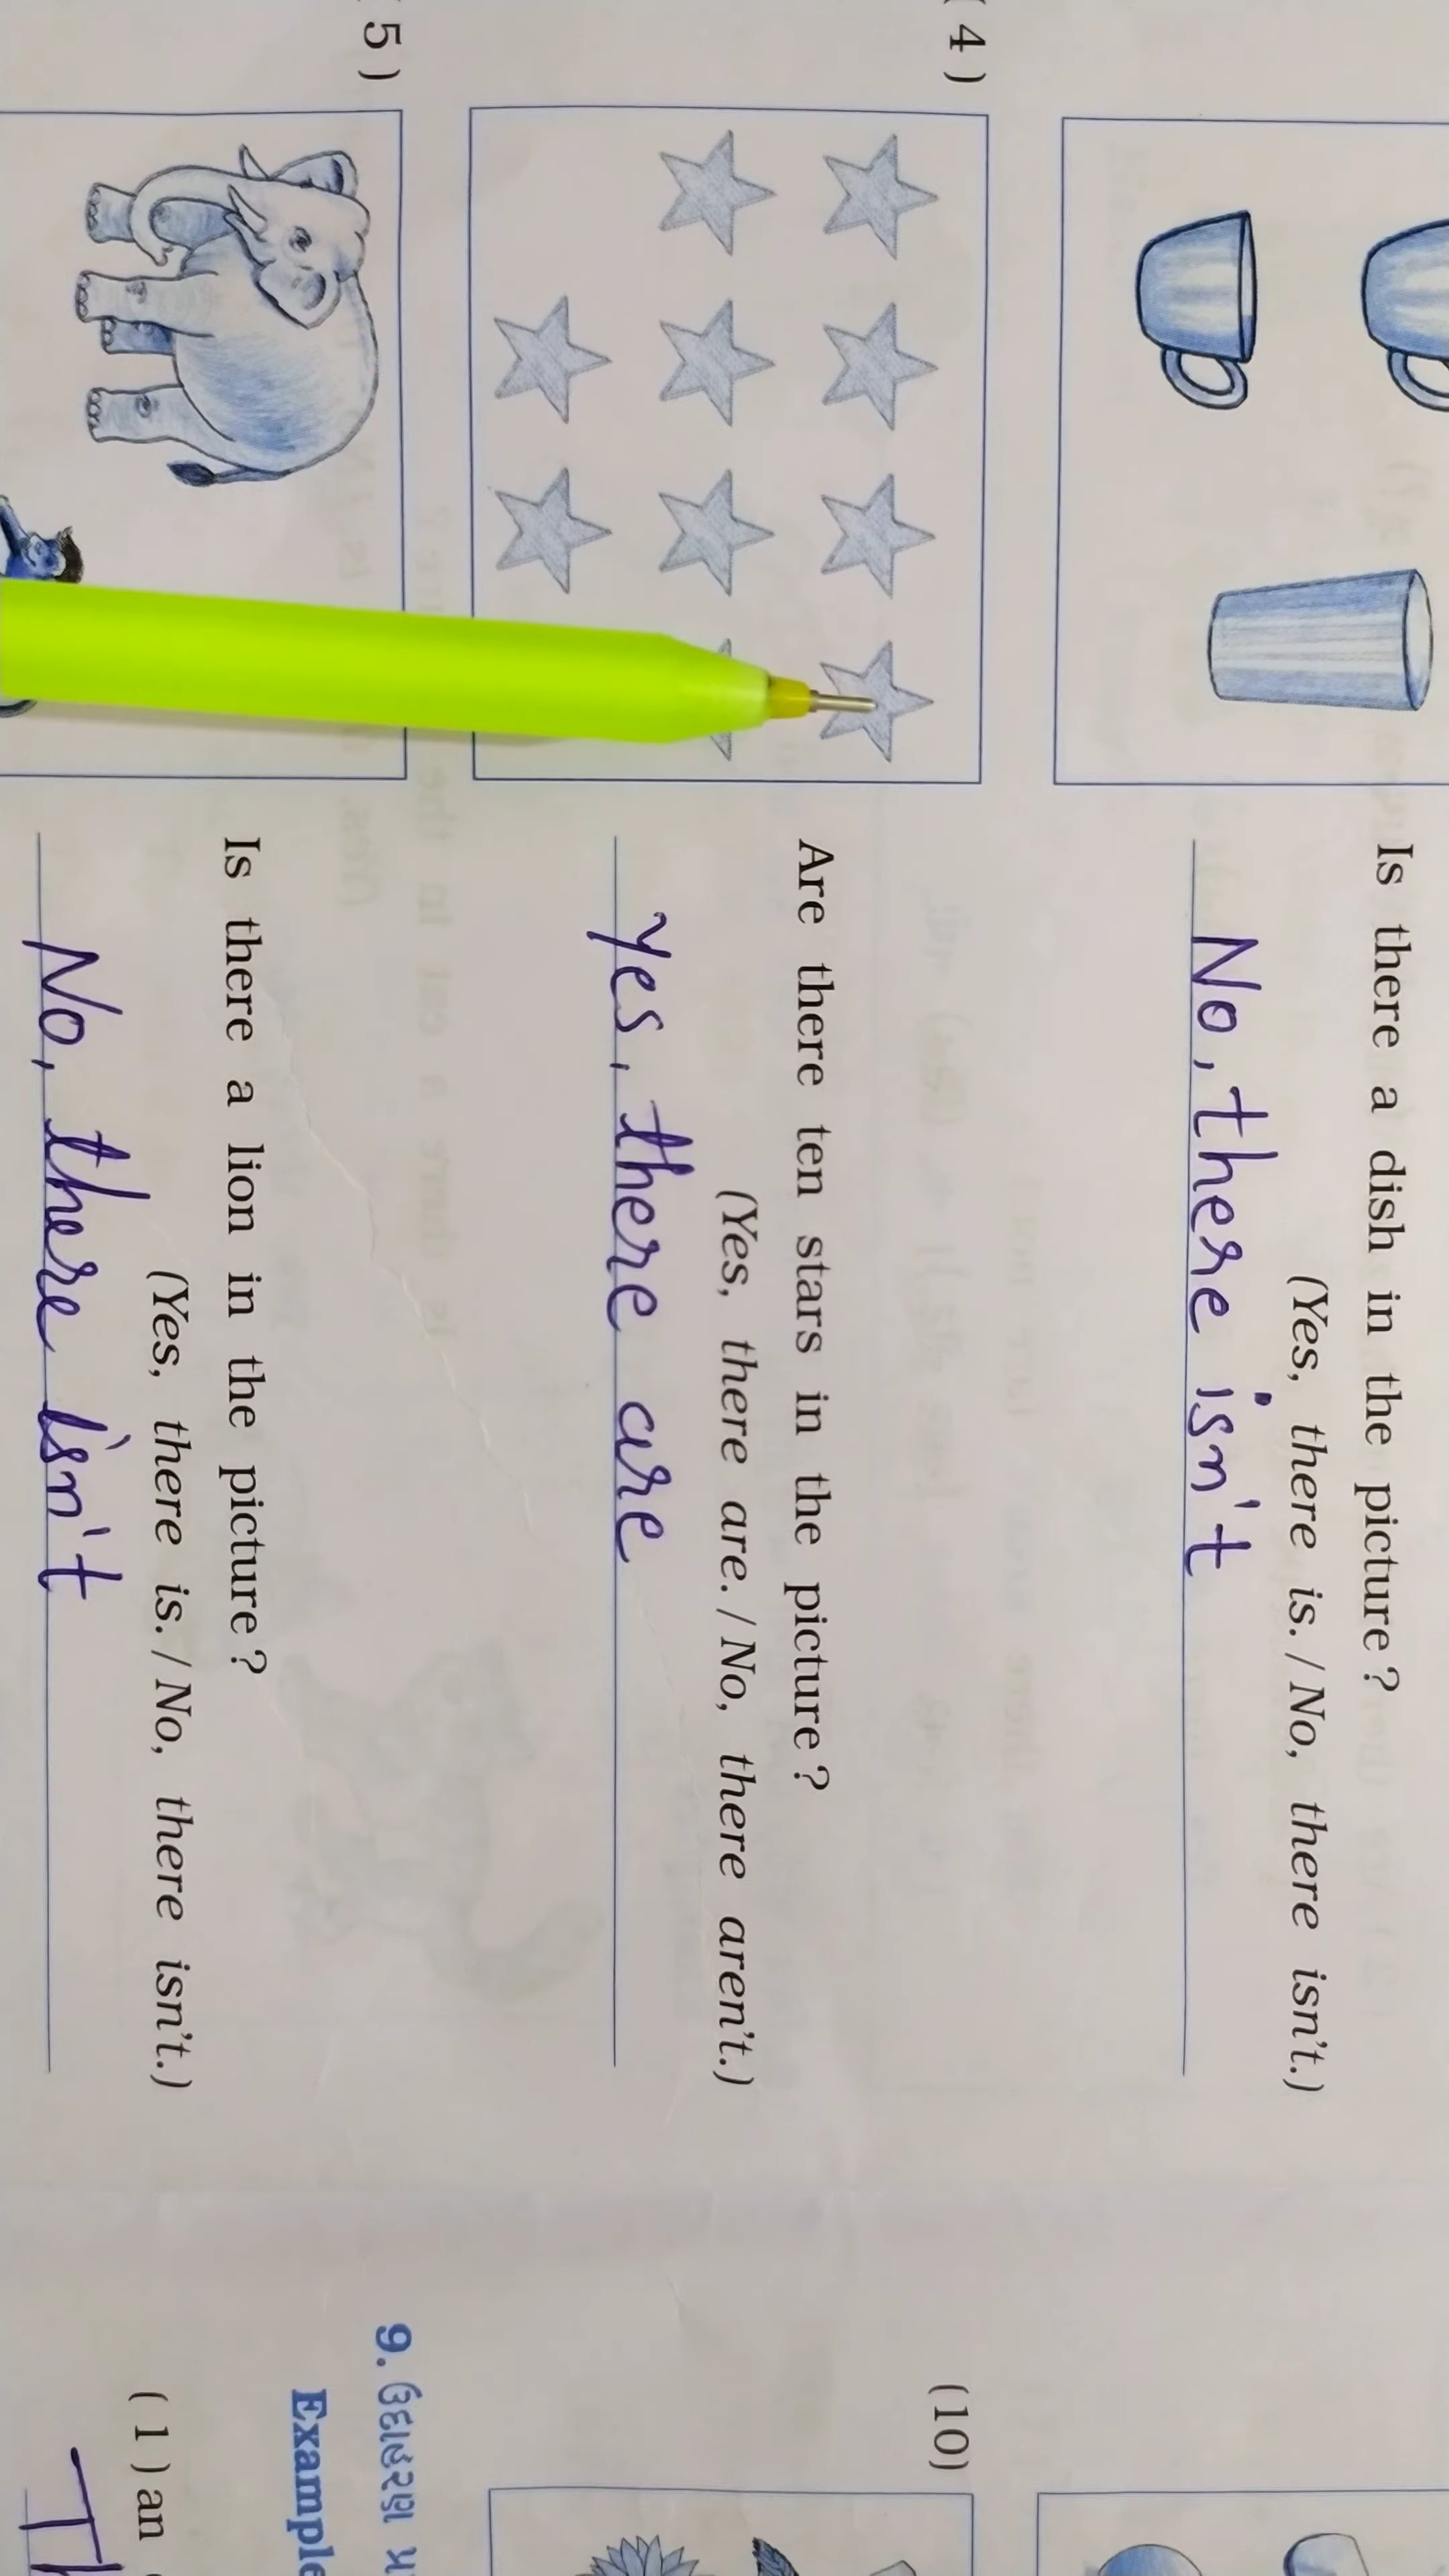 Is there a dish in the picture ?
(Yes, there is. / No, there isn't.)
No, there isn't
( 4 )
Are there ten stars in the picture ?
(Yes, there are. / No, there aren't.)
Yes, there are
5 )
Is there a lion in the picture ?
(Yes, there is. / No, there isn't.)
No, there isn't
(10)
9. ઉદાહરણ
Example
( 1 ) an